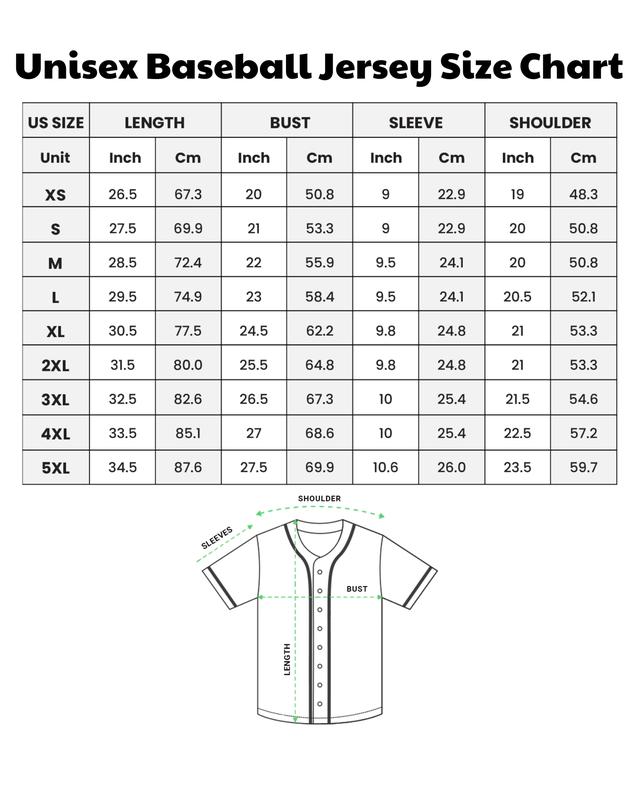 Unisex Baseball Jersey Size Chart
US SIZE LENGTH BUST SLEEVE SHOULDER
Unit Inch Cm Inch Cm Inch Cm Inch Cm
XS 26.5 67.3 20 50.8 9 22.9 19 48.3
S 27.5 69.9 21 53.3 9 22.9 20 50.8
M 28.5 72.4 22 55.9 9.5 24.1 20 50.8
L 29.5 74.9 23 58.4 9.5 24.1 20.5 52.1
XL 30.5 77.5 24.5 62.2 9.8 24.8 21 53.3
2XL 31.5 80.0 25.5 64.8 9.8 24.8 21 53.3
3XL 32.5 82.6 26.5 67.3 10 25.4 21.5 54.6
4XL 33.5 85.1 27 68.6 10 25.4 22.5 57.2
5XL 34.5 87.6 27.5 69.9 10.6 26.0 23.5 59.7
SHOULDER
SLEEVES
BUST
LENGTH